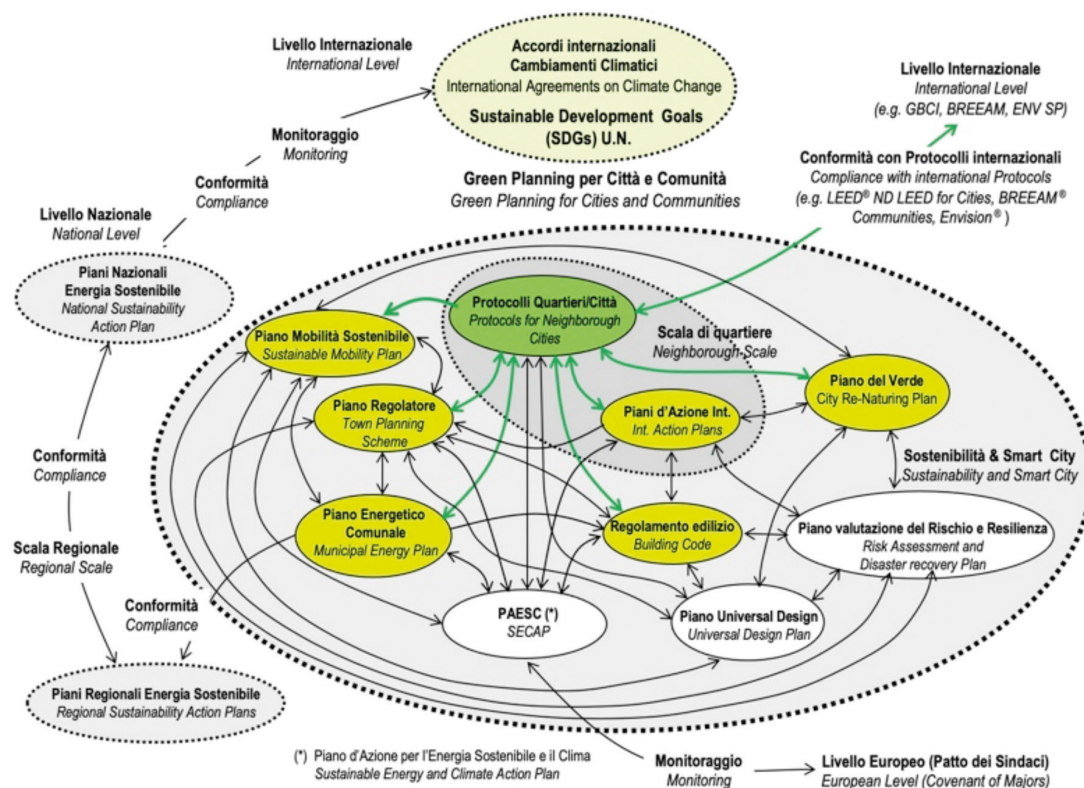 Livello Internazionale
International Level
Accordi internazionali
Cambiamenti Climatici
International Agreements on Climate Change
Sustainable Development Goals
(SDGs) U.N.
Livello Internazionale
International Level
(e.g. GBCI, BREEAM, ENV SP)
Monitoraggio
Monitoring
Conformità con Protocolli internazionali
Compliance with international Protocols
(e.g. LEED® ND LEED for Cities, BREEAM®
Communities, Envision® )
Conformità
Compliance
Green Planning per Città e Comunità
Green Planning for Cities and Communities
Livello Nazionale
National Level
Piani Nazionali
Energia Sostenibile
National Sustainability
Action Plan
Protocolli Quartieri/Città
Protocols for Neighborough
Cities
Piano Mobilità Sostenibile
Sustainable Mobility Plan
Scala di quartiere
Neighborough Scale
Piano del Verde
City Re-Naturing Plan
Piano Regolatore
Town Planning
Scheme
Piani d'Azione Int.
Int. Action Plans
Conformità
Compliance
Sostenibilità & Smart City
Sustainability and Smart City
Piano Energetico
Comunale
Municipal Energy Plan
Regolamento edilizio
Building Code
Piano valutazione del Rischio e Resilienza
Risk Assessment and
Disaster recovery Plan
Scala Regionale
Regional Scale
Conformità
Compliance
PAESC (*)
SECAP
Piano Universal Design
Universal Design Plan
Piani Regionali Energia Sostenibile
Regional Sustainability Action Plans
(*) Piano d'Azione per l'Energia Sostenibile e il Clima
Sustainable Energy and Climate Action Plan
Monitoraggio
Monitoring
Livello Europeo (Patto dei Sindaci)
European Level (Covenant of Majors)